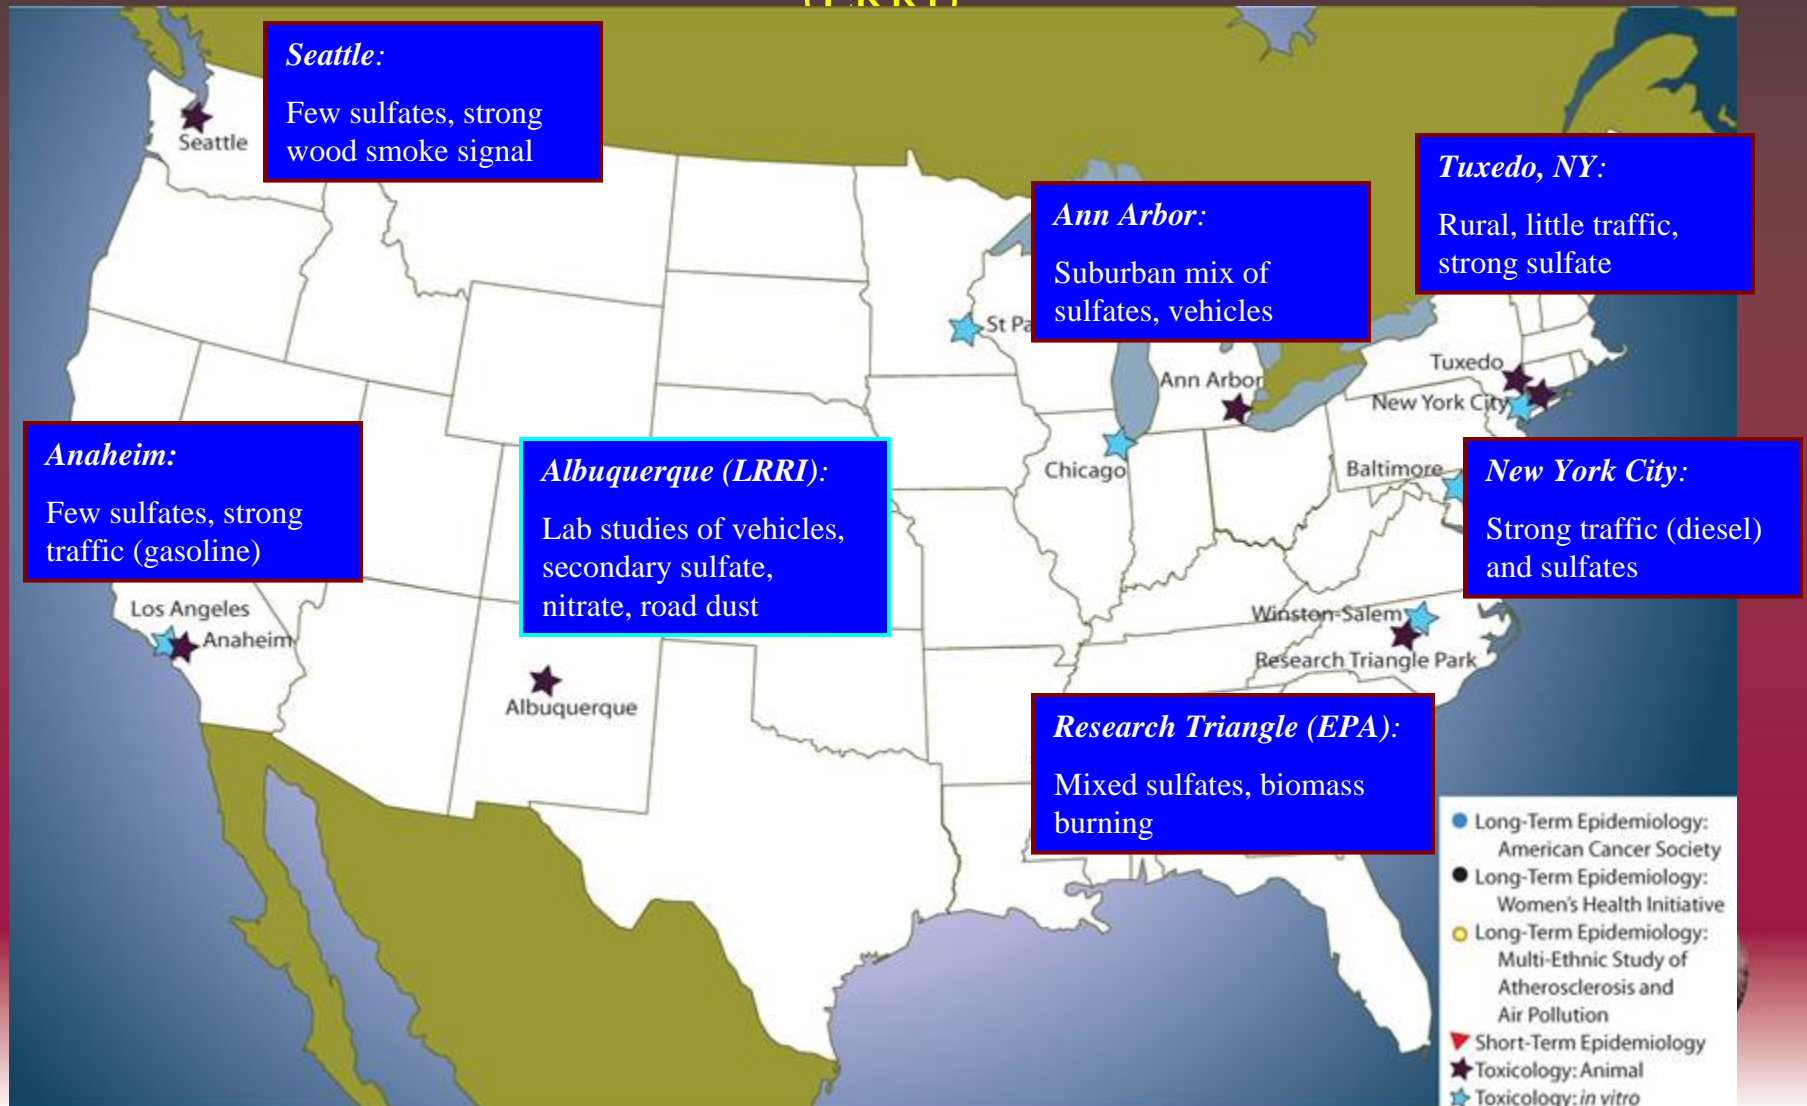 (LRRI)
Seattle:
Few sulfates, strong
wood smoke signal
Seattle
Tuxedo, NY:
Rural, little traffic,
strong sulfate
Ann Arbor:
Suburban mix of
sulfates, vehicles
St Pa
Tuxedo
Ann Arbor
New York City
Anaheim:
Few sulfates, strong
traffic (gasoline)
Albuquerque (LRRI):
Lab studies of vehicles,
secondary sulfate,
nitrate, road dust
Chicago
Baltimore
New York City:
Strong traffic (diesel)
and sulfates
Los Angeles
Anaheim
Winston-Salem
Research Triangle Park
Albuquerque
Research Triangle (EPA):
Mixed sulfates, biomass
burning
Long-Term Epidemiology:
American Cancer Society
Long-Term Epidemiology:
Women's Health Initiative
Long-Term Epidemiology:
Multi-Ethnic Study of
Atherosclerosis and
Air Pollution
Short-Term Epidemiology
Toxicology: Animal
Toxicology: in vitro